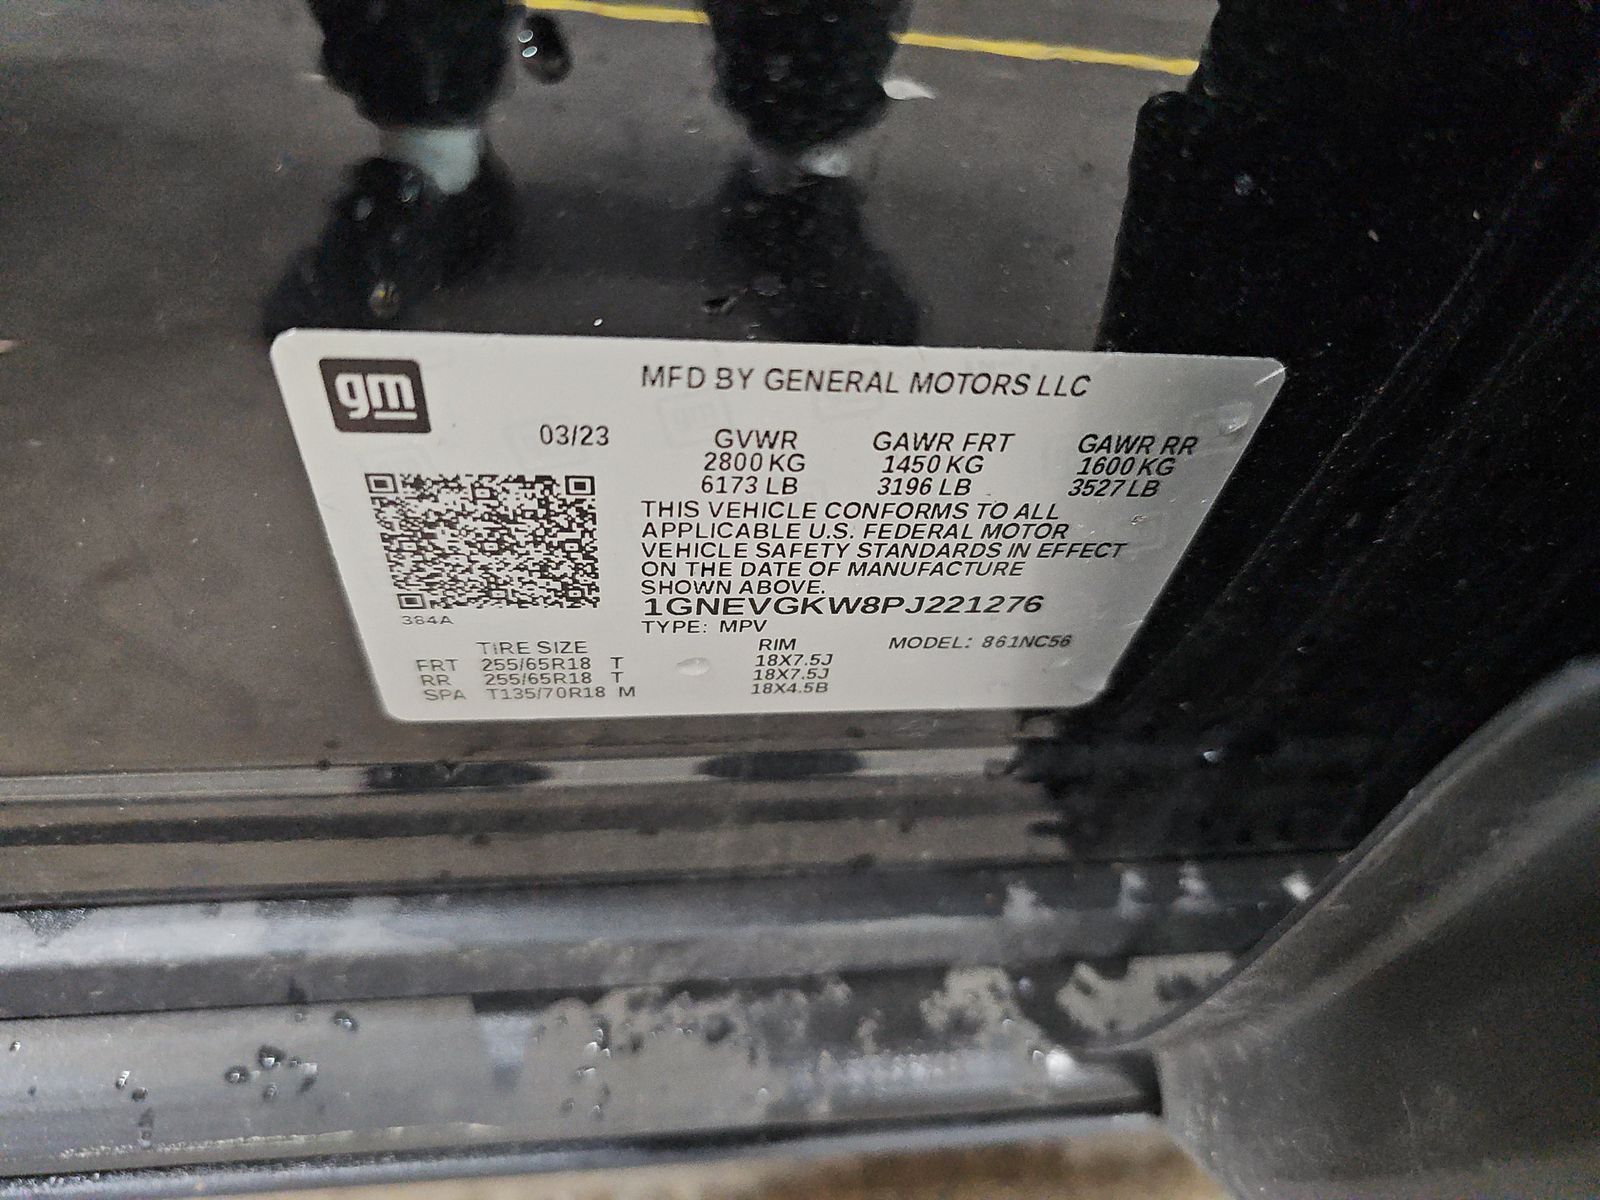 gm
MFD BY GENERAL MOTORS LLC
03/23
GVWR GAWR FRT GAWR RR
2800 KG 1450 KG 1600 KG
6173 LB 3196 LB 3527 LB
THIS VEHICLE CONFORMS TO ALL
APPLICABLE U.S. FEDERAL MOTOR
VEHICLE SAFETY STANDARDS IN EFFECT
ON THE DATE OF MANUFACTURE
SHOWN ABOVE.
1GNEVGKW8PJ221276
TYPE: MPV
384A
TIRE SIZE RIM MODEL: 861NC56
FRT 255/65R18 T 18X7.5J
RR 255/65R18 T 18X7.5J
SPA T135/70R18 M 18X4.5B